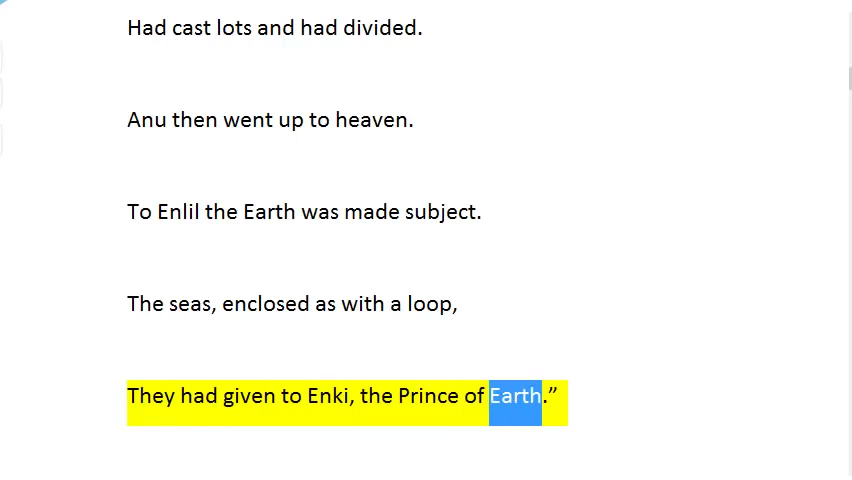 Had cast lots and had divided.
Anu then went up to heaven.
To Enlil the Earth was made subject.
The seas, enclosed as with a loop,
They had given to Enki, the Prince of Earth.”